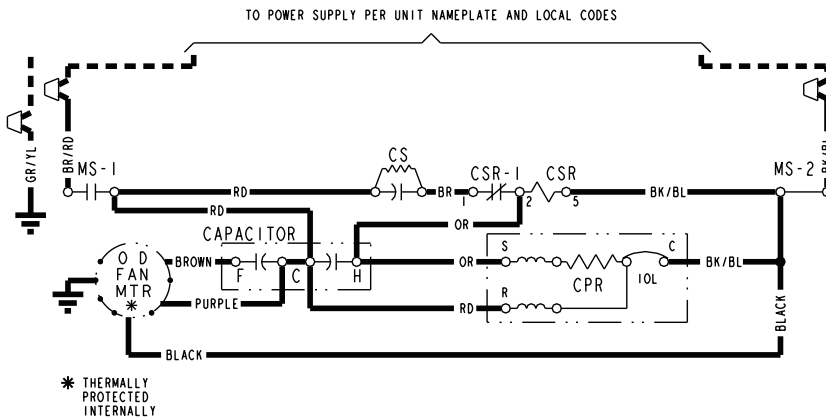 TO POWER SUPPLY PER UNIT NAMEPLATE AND LOCAL CODES
GR/YL
BR/RD
BK/BL
MS-1
CS
CSR-1
CSR
MS-2
RD
BR
1
2
5
BK/BL
RD
OR
CAPACITOR
O D
FAN
MTR
*
BROWN
F
C
H
OR
S
C
CPR
IOL
BK/BL
PURPLE
R
RD
BLACK
BLACK
* THERMALLY
PROTECTED
INTERNALLY